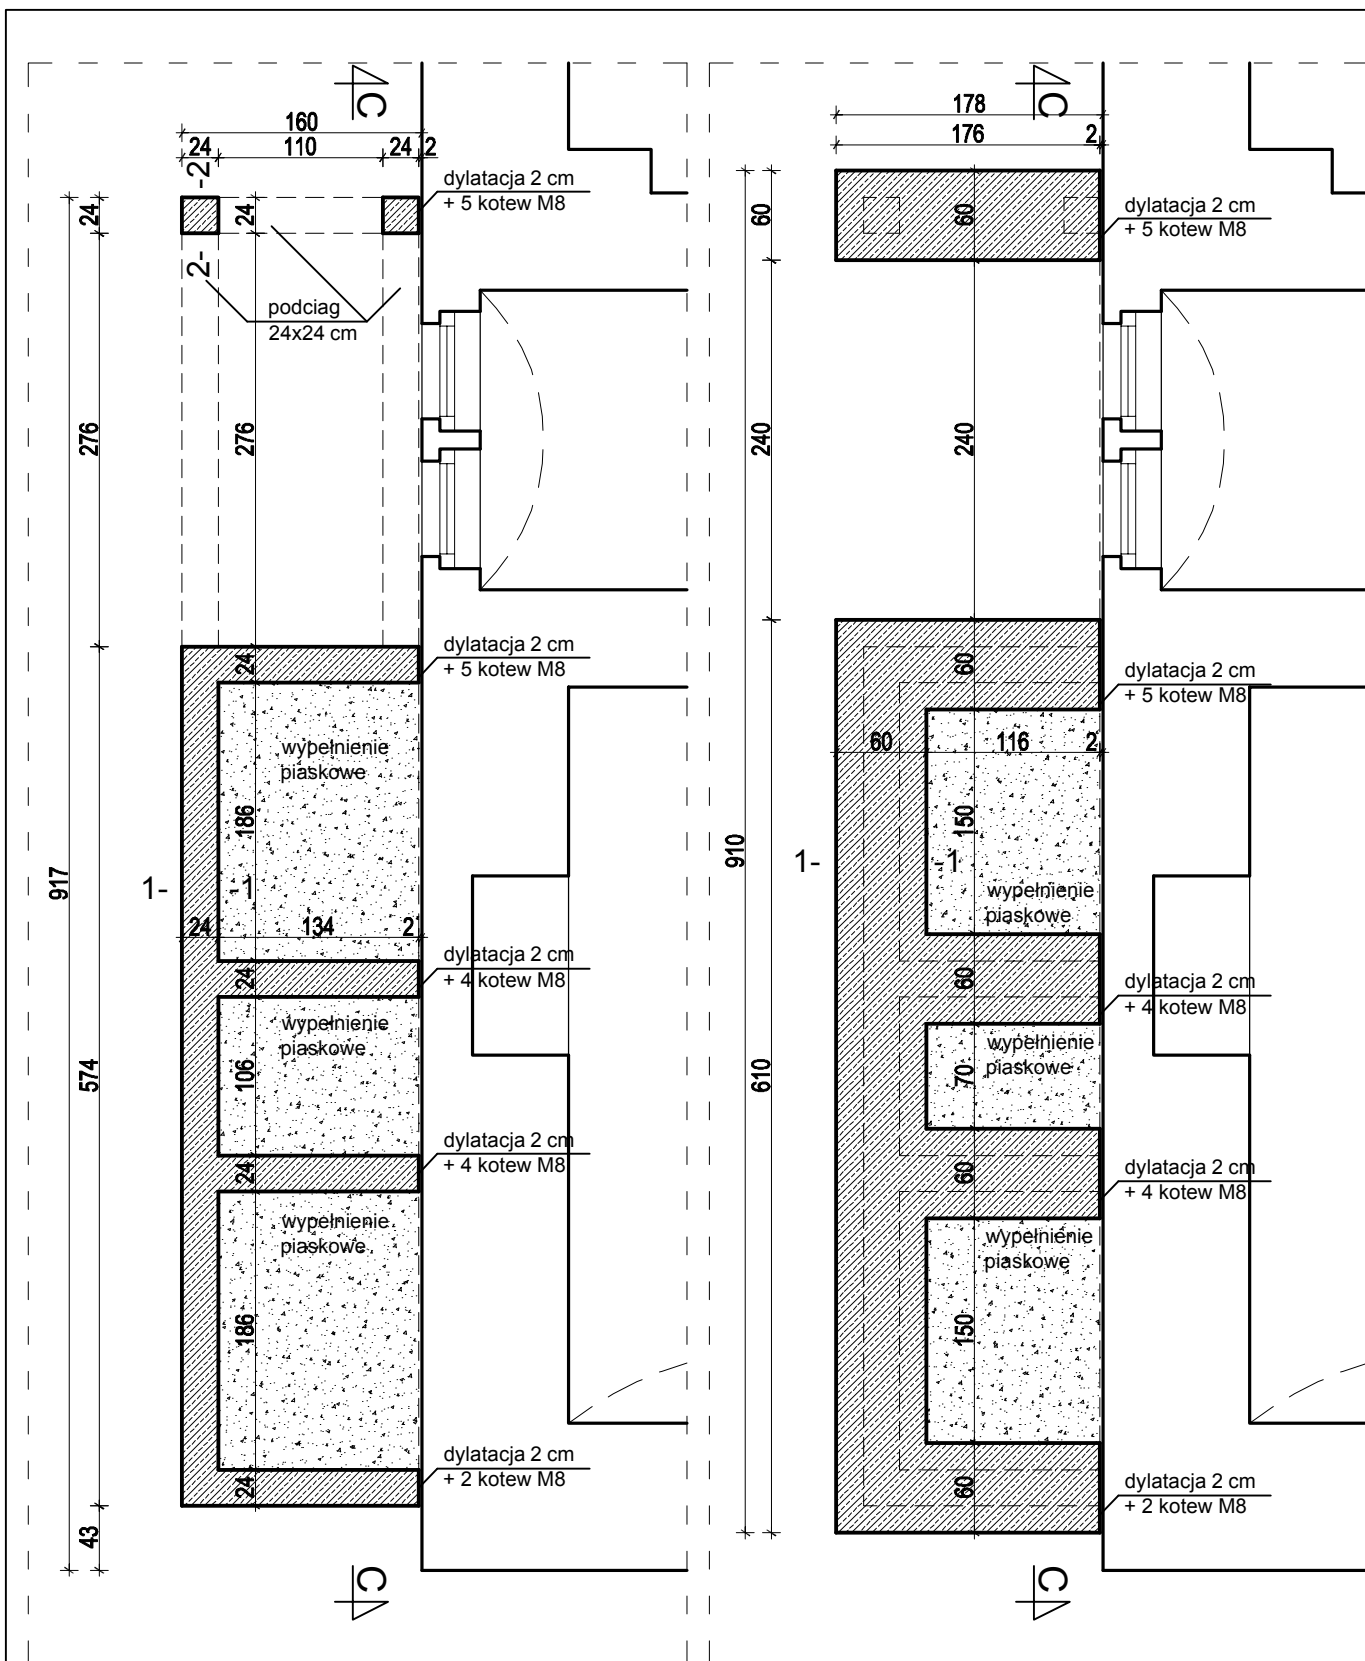 C
160
24
110
24
2
-2
2-
24
24
dylatacja 2 cm
+ 5 kotew M8
podciag
24x24 cm
276
276
917
574
43
24
dylatacja 2 cm
+ 5 kotew M8
wypełnienie
piaskowe
186
1-
-1
24
134
2
24
dylatacja 2 cm
+ 4 kotew M8
wypełnienie
piaskowe
106
24
dylatacja 2 cm
+ 4 kotew M8
wypełnienie
piaskowe
186
24
dylatacja 2 cm
+ 2 kotew M8
C
C
178
176
2
60
60
dylatacja 2 cm
+ 5 kotew M8
240
240
910
610
60
dylatacja 2 cm
+ 5 kotew M8
60
116
2
150
1-
-1
wypełnienie
piaskowe
60
dylatacja 2 cm
+ 4 kotew M8
wypełnienie
piaskowe
70
60
dylatacja 2 cm
+ 4 kotew M8
wypełnienie
piaskowe
150
60
dylatacja 2 cm
+ 2 kotew M8
C